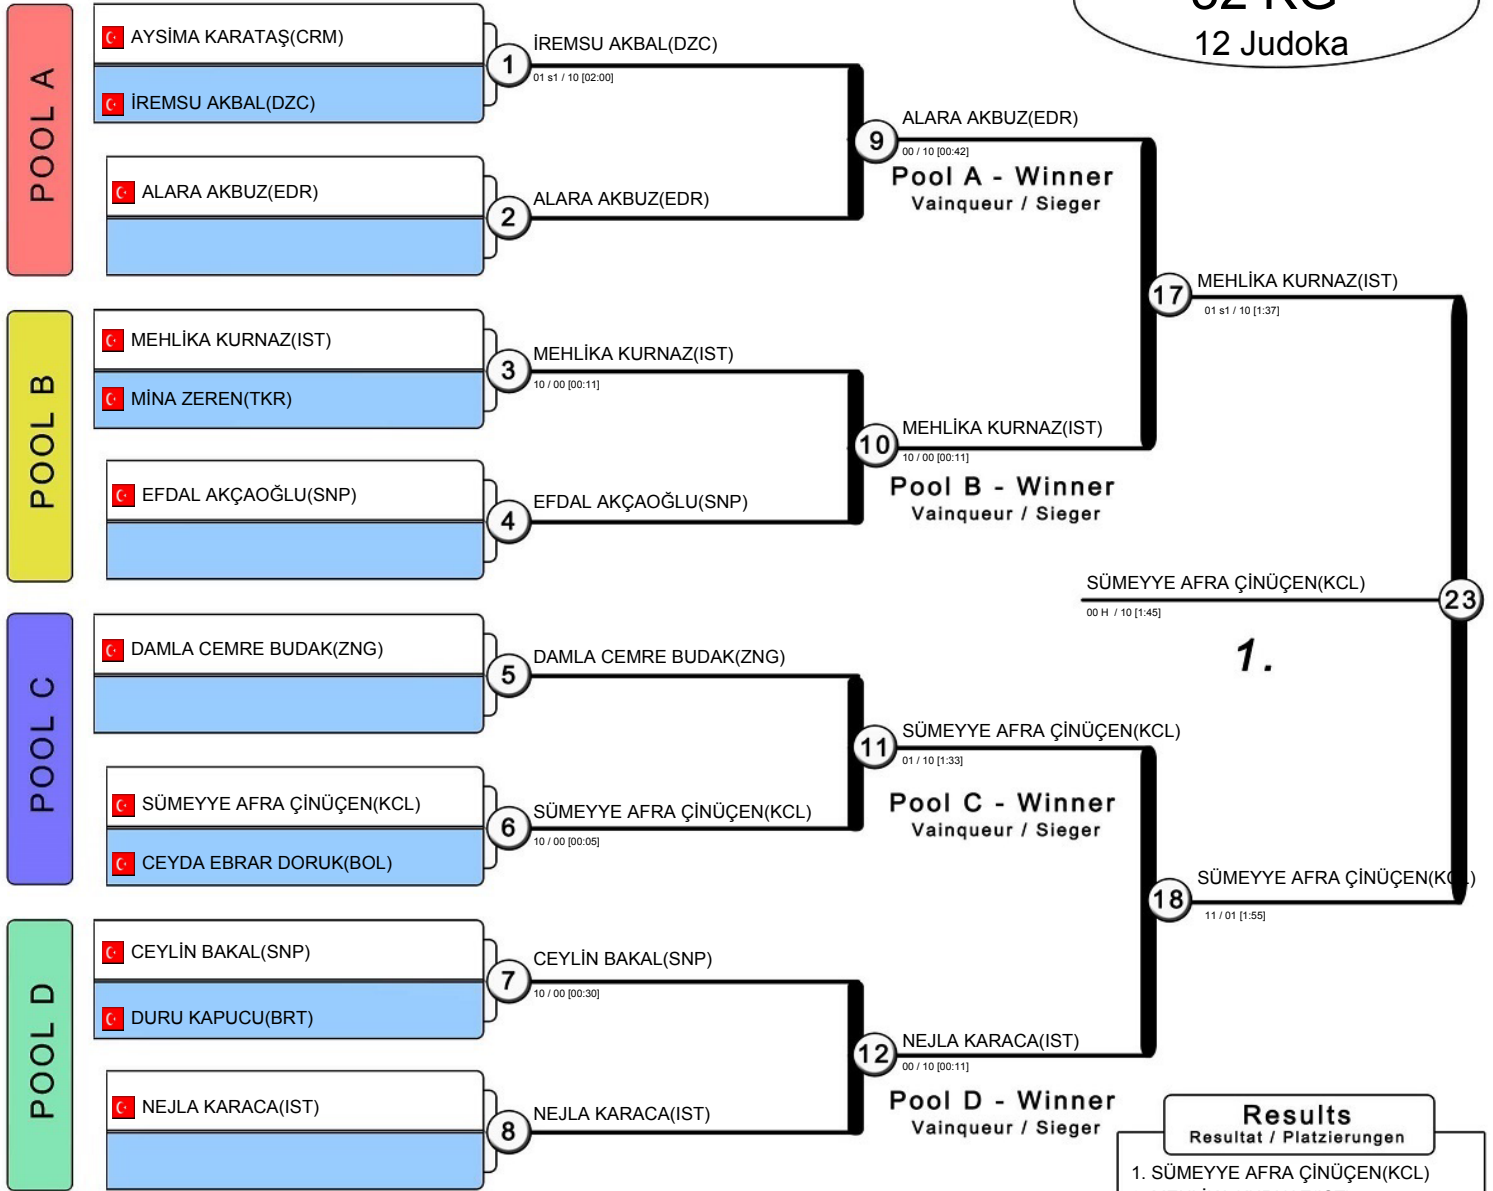 12 Judoka
POOL A
AYSİMA KARATAŞ(CRM)
İREMSU AKBAL(DZC)
1
İREMSU AKBAL(DZC)
01 s1 / 10 [02:00]
ALARA AKBUZ(EDR)
2
ALARA AKBUZ(EDR)
9
ALARA AKBUZ(EDR)
00 / 10 [00:42]
Pool A - Winner
Vainqueur / Sieger
POOL B
MEHLİKA KURNAZ(IST)
MİNA ZEREN(TKR)
3
MEHLİKA KURNAZ(IST)
10 / 00 [00:11]
EFDAL AKÇAOĞLU(SNP)
4
EFDAL AKÇAOĞLU(SNP)
10
MEHLİKA KURNAZ(IST)
10 / 00 [00:11]
Pool B - Winner
Vainqueur / Sieger
17
MEHLİKA KURNAZ(IST)
01 s1 / 10 [1:37]
SÜMEYYE AFRA ÇİNÜÇEN(KCL)
23
00 H / 10 [1:45]
1.
POOL C
DAMLA CEMRE BUDAK(ZNG)
5
DAMLA CEMRE BUDAK(ZNG)
SÜMEYYE AFRA ÇİNÜÇEN(KCL)
CEYDA EBRAR DORUK(BOL)
6
SÜMEYYE AFRA ÇİNÜÇEN(KCL)
10 / 00 [00:05]
11
SÜMEYYE AFRA ÇİNÜÇEN(KCL)
01 / 10 [1:33]
Pool C - Winner
Vainqueur / Sieger
18
SÜMEYYE AFRA ÇİNÜÇEN(KCL)
11 / 01 [1:55]
POOL D
CEYLİN BAKAL(SNP)
DURU KAPUCU(BRT)
7
CEYLİN BAKAL(SNP)
10 / 00 [00:30]
NEJLA KARACA(IST)
8
NEJLA KARACA(IST)
12
NEJLA KARACA(IST)
00 / 10 [00:11]
Pool D - Winner
Vainqueur / Sieger
Results
Resultat / Platzierungen
1. SÜMEYYE AFRA ÇİNÜÇEN(KCL)